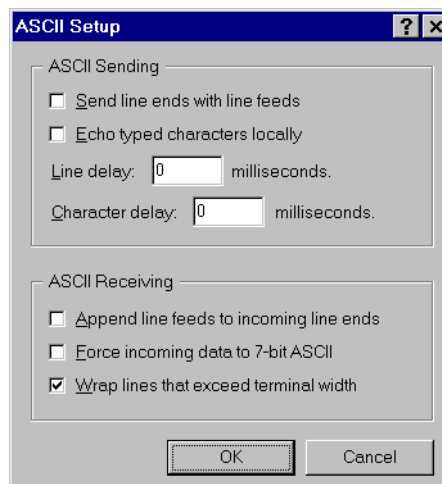 ASCII Setup
ASCII Sending
Send line ends with line feeds
Echo typed characters locally
Line delay: 0 milliseconds.
Character delay: 0 milliseconds.
ASCII Receiving
Append line feeds to incoming line ends
Force incoming data to 7-bit ASCII
Wrap lines that exceed terminal width
OK Cancel